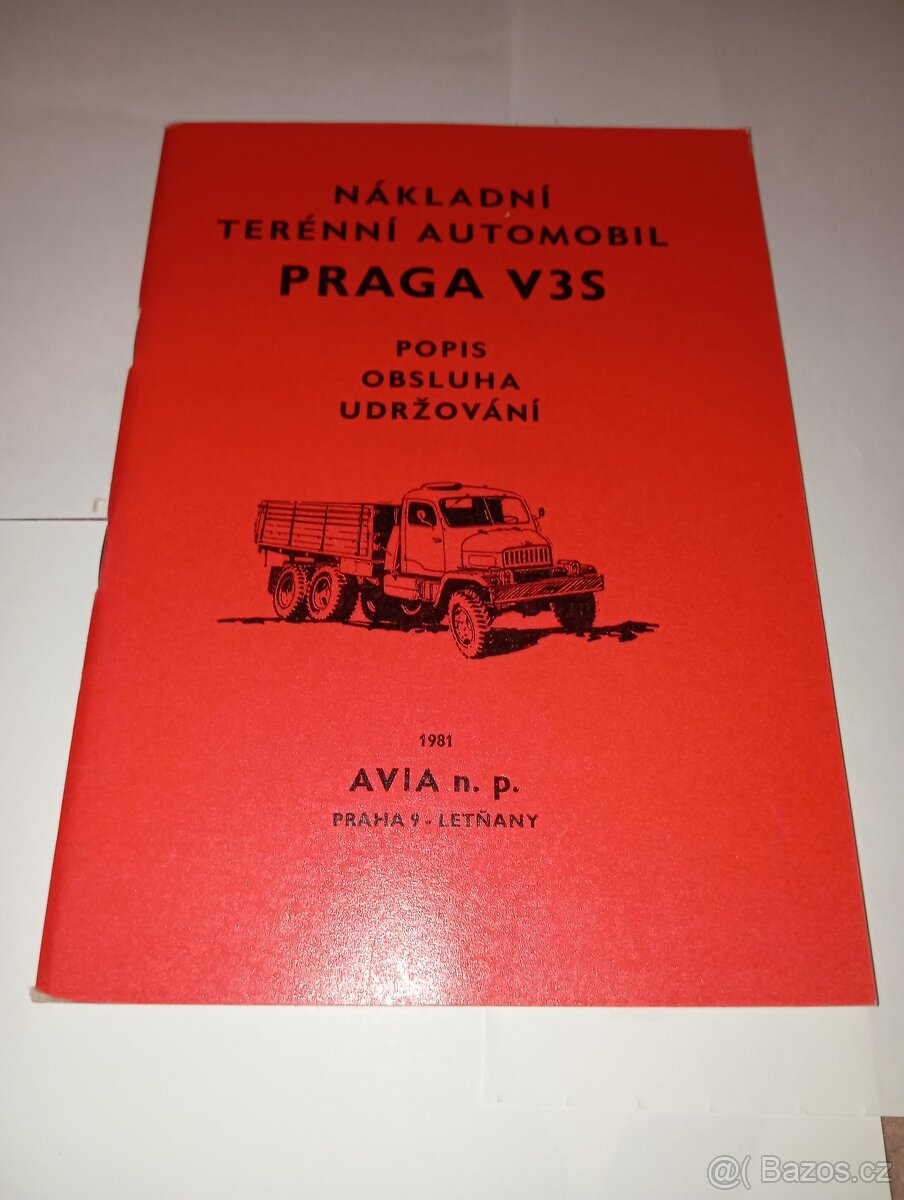 NÁKLADNÍ
TERÉNNÍ AUTOMOBIL
PRAGA V3S
POPIS
OBSLUHA
UDRŽOVÁNÍ
1981
AVIA n. p.
PRAHA 9 - LETŇANY
@( Bazos.cz